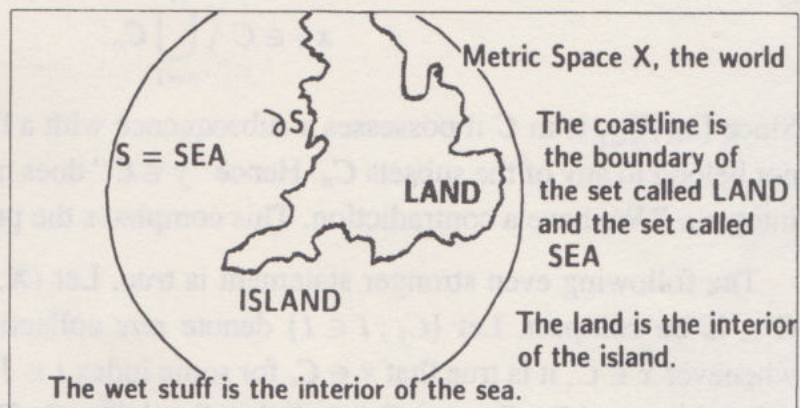 x ∈ C \ ⋃ Cₙ
Metric Space X, the world
∂S
S = SEA
LAND
The coastline is
the boundary of
the set called LAND
and the set called
SEA
ISLAND
The land is the interior
of the island.
The wet stuff is the interior of the sea.